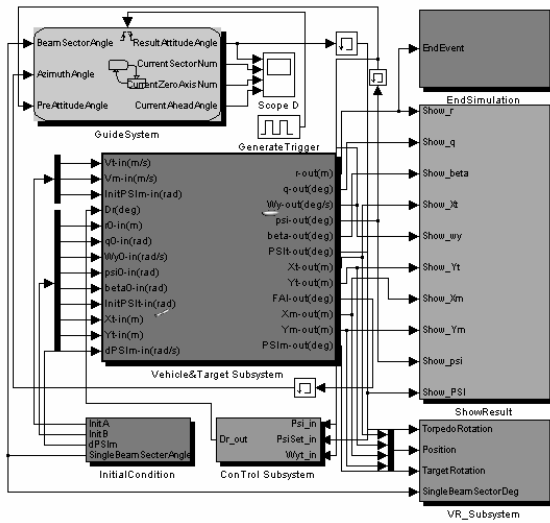 BeamSectorAngle
AzimuthAngle
PreAttitudeAngle
ResultAttitudeAngle
CurrentSectorNum
CurrentZeroAxisNum
CurrentAheadAngle
GuideSystem
Scope D
GenerateTrigger
EndEvent
EndSimulation
Vt-in(m/s)
Vm-in(m/s)
InitPSIm-in(rad)
Dr(deg)
r0-in(m)
q0-in(rad)
Wy0-in(rad/s)
psi0-in(rad)
beta0-in(rad)
InitPSIt-in(rad)
Xt-in(m)
Yt-in(m)
dPSIm-in(rad/s)
r-out(m)
q-out(deg)
Wy-out(deg/s)
psi-out(deg)
beta-out(deg)
PSIt-out(deg)
Xt-out(m)
Yt-out(m)
FAI-out(deg)
Xm-out(m)
Ym-out(m)
PSIm-out(deg)
Vehicle&Target Subsystem
Show_r
Show_q
Show_beta
Show_Xt
Show_wy
Show_Yt
Show_Xm
Show_Ym
Show_psi
Show_PSI
ShowResult
InitA
InitB
dPSIm
SingleBeamSecterAngle
InitialCondition
Dr_out
Psi_in
PsiSet_in
Wyt_in
ConTrol Subsystem
TorpedoRotation
Position
TargetRotation
SingleBeamSectorDeg
VR_Subsystem